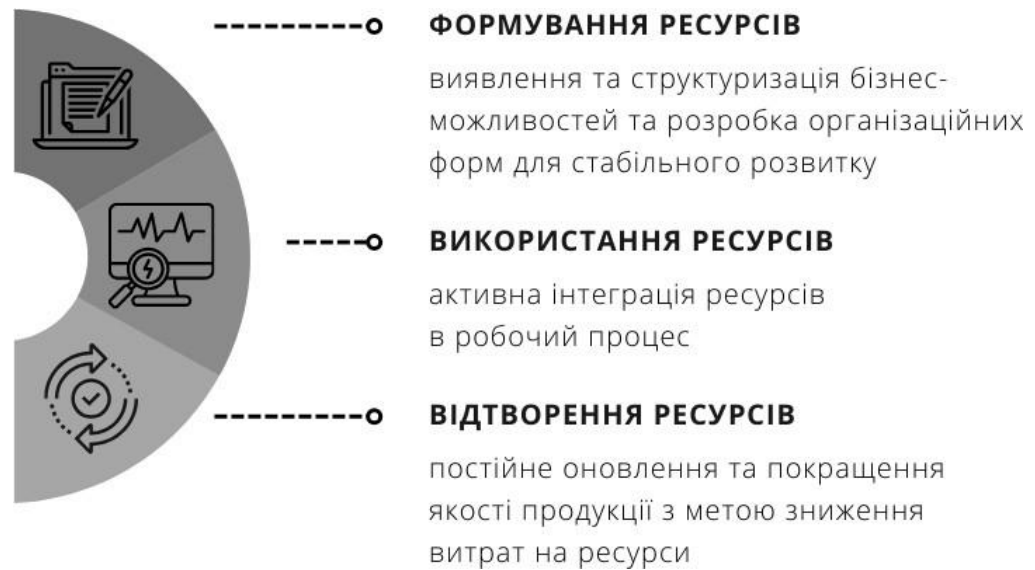 ФОРМУВАННЯ РЕСУРСІВ
виявлення та структуризація бізнес-
можливостей та розробка організаційних
форм для стабільного розвитку
ВИКОРИСТАННЯ РЕСУРСІВ
активна інтеграція ресурсів
в робочий процес
ВІДТВОРЕННЯ РЕСУРСІВ
постійне оновлення та покращення
якості продукції з метою зниження
витрат на ресурси